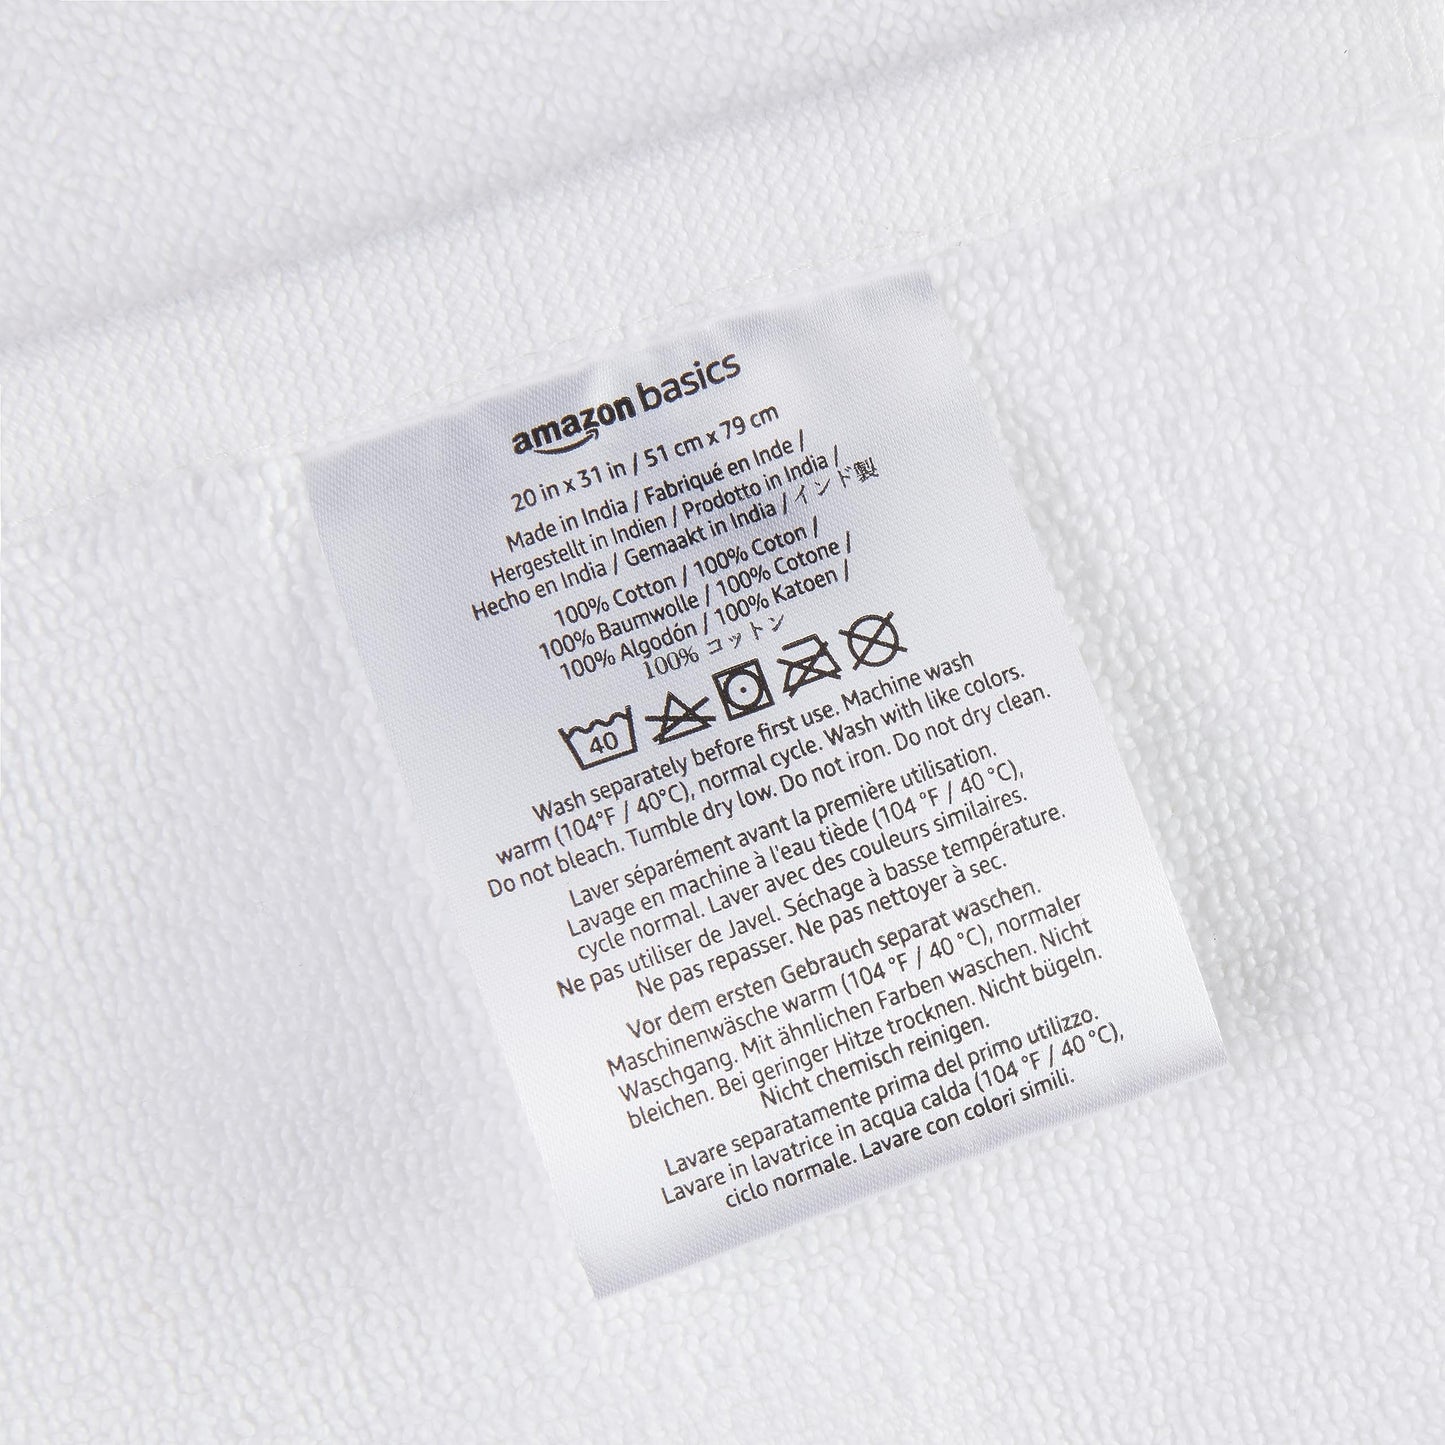 amazon basics
20 in x 31 in / 51 cm x 79 cm
Made in India / Fabriqué en Inde /
Hergestellt in Indien / Prodotto in India /
Hecho en India / Gemaakt in India / インド製
100% Cotton / 100% Coton /
100% Baumwolle / 100% Cotone /
100% Algodón / 100% Katoen /
100% コットン
40
Wash separately before first use. Machine wash
warm (104°F / 40°C), normal cycle. Wash with like colors.
Do not bleach. Tumble dry low. Do not iron. Do not dry clean.
Laver séparément avant la première utilisation.
Lavage en machine à l'eau tiède (104 °F / 40 °C),
cycle normal. Laver avec des couleurs similaires.
Ne pas utiliser de Javel. Séchage à basse température.
Ne pas repasser. Ne pas nettoyer à sec.
Vor dem ersten Gebrauch separat waschen.
Maschinenwäsche warm (104 °F / 40 °C), normaler
Waschgang. Mit ähnlichen Farben waschen. Nicht
bleichen. Bei geringer Hitze trocknen. Nicht bügeln.
Nicht chemisch reinigen.
Lavare separatamente prima del primo utilizzo.
Lavare in lavatrice in acqua calda (104 °F / 40 °C),
ciclo normale. Lavare con colori simili.